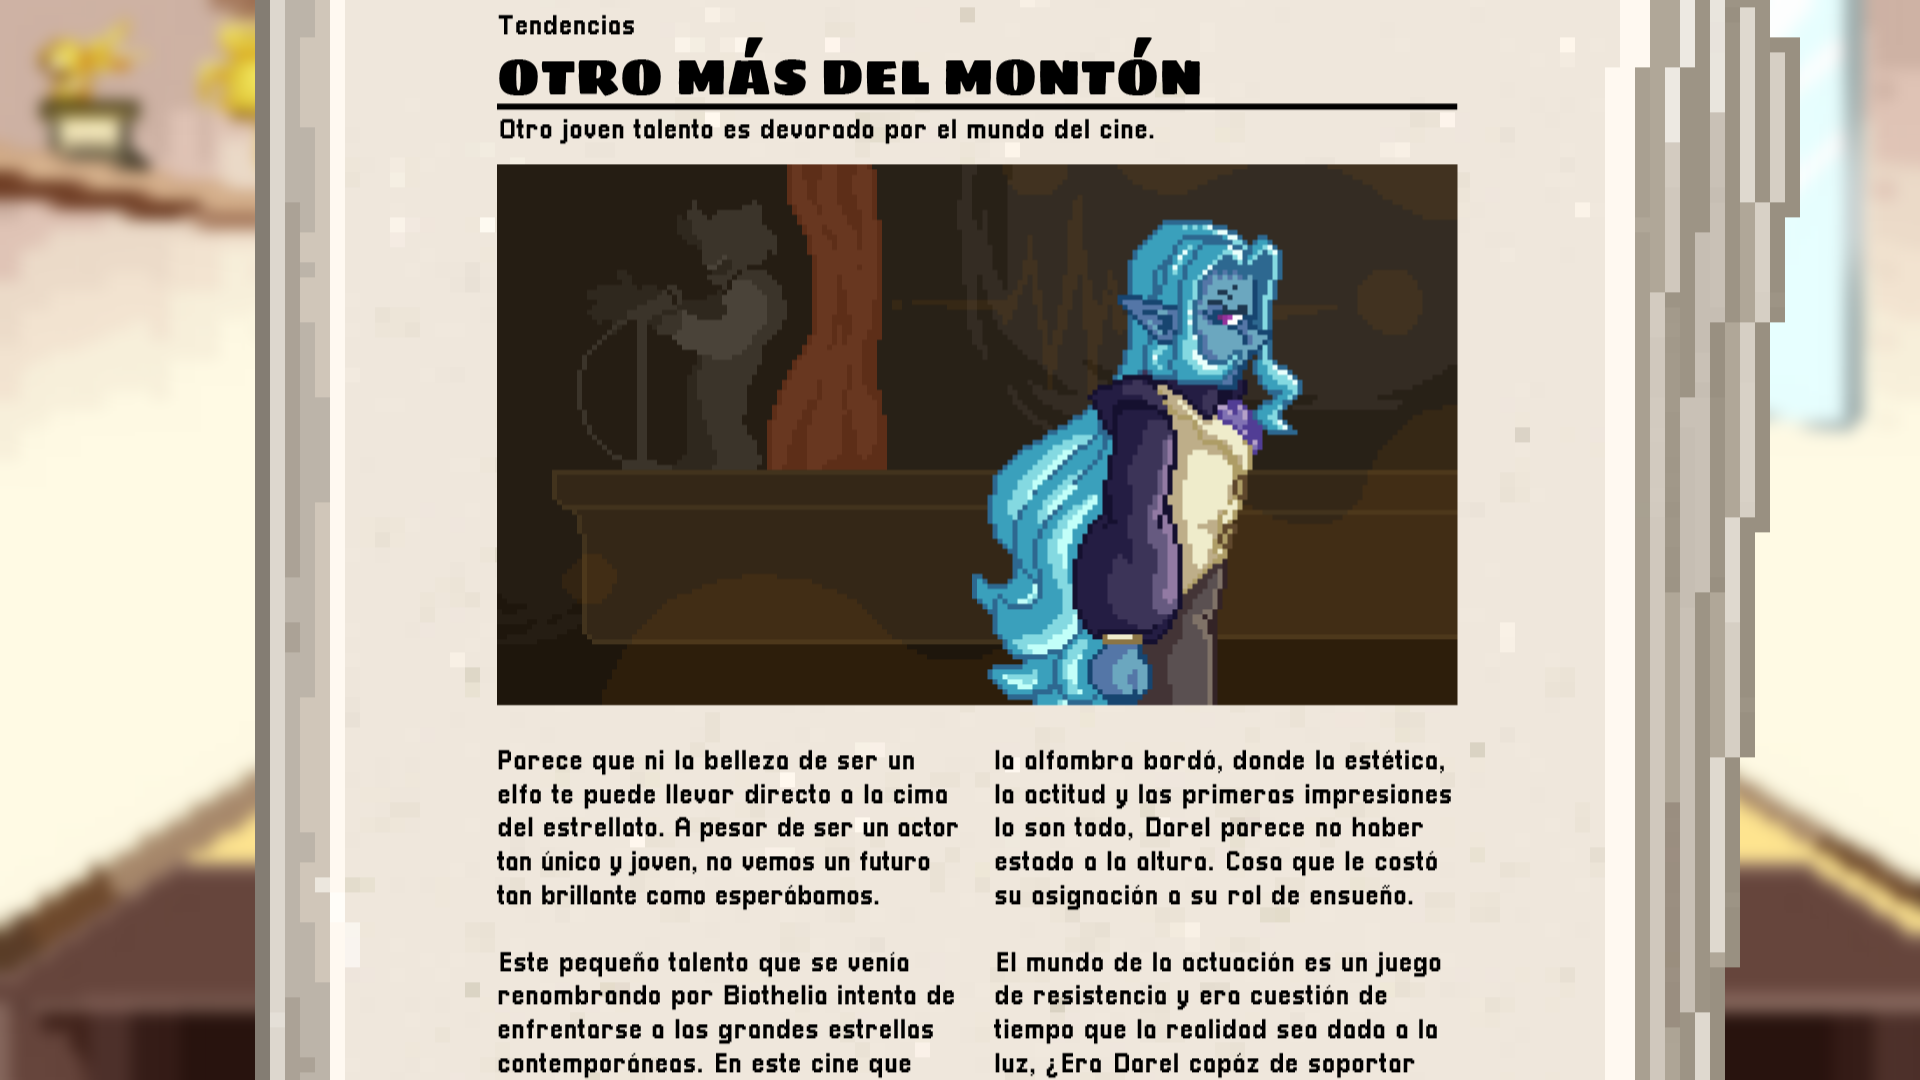 Tendencias
OTRO MÁS DEL MONTÓN
Otro joven talento es devorado por el mundo del cine.
Parece que ni la belleza de ser un
elfo te puede llevar directo a la cima
del estrellato. A pesar de ser un actor
tan único y joven, no vemos un futuro
tan brillante como esperábamos.
Este pequeño talento que se venía
renombrando por Biothelia intenta de
enfrentarse a las grandes estrellas
contemporáneas. En este cine que
la alfombra bordó, donde la estética,
la actitud y las primeras impresiones
lo son todo, Darel parece no haber
estado a la altura. Cosa que le costó
su asignación a su rol de ensueño.
El mundo de la actuación es un juego
de resistencia y era cuestión de
tiempo que la realidad sea dada a la
luz, ¿Era Darel capáz de soportar